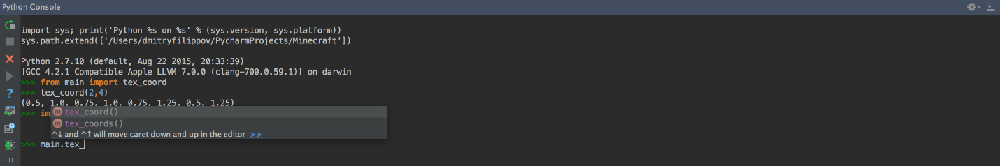 Python Console
import sys; print('Python %s on %s' % (sys.version, sys.platform))
sys.path.extend(['/Users/dmitryfilippov/PycharmProjects/Minecraft'])
Python 2.7.10 (default, Aug 22 2015, 20:33:39)
[GCC 4.2.1 Compatible Apple LLVM 7.0.0 (clang-700.0.59.1)] on darwin
>>> from main import tex_coord
>>> tex_coord(2,4)
(0.5, 1.0, 0.75, 1.0, 0.75, 1.25, 0.5, 1.25)
>>> im
m tex_coord()
m tex_coords()
^↓ and ^↑ will move caret down and up in the editor >>
>>> main.tex_